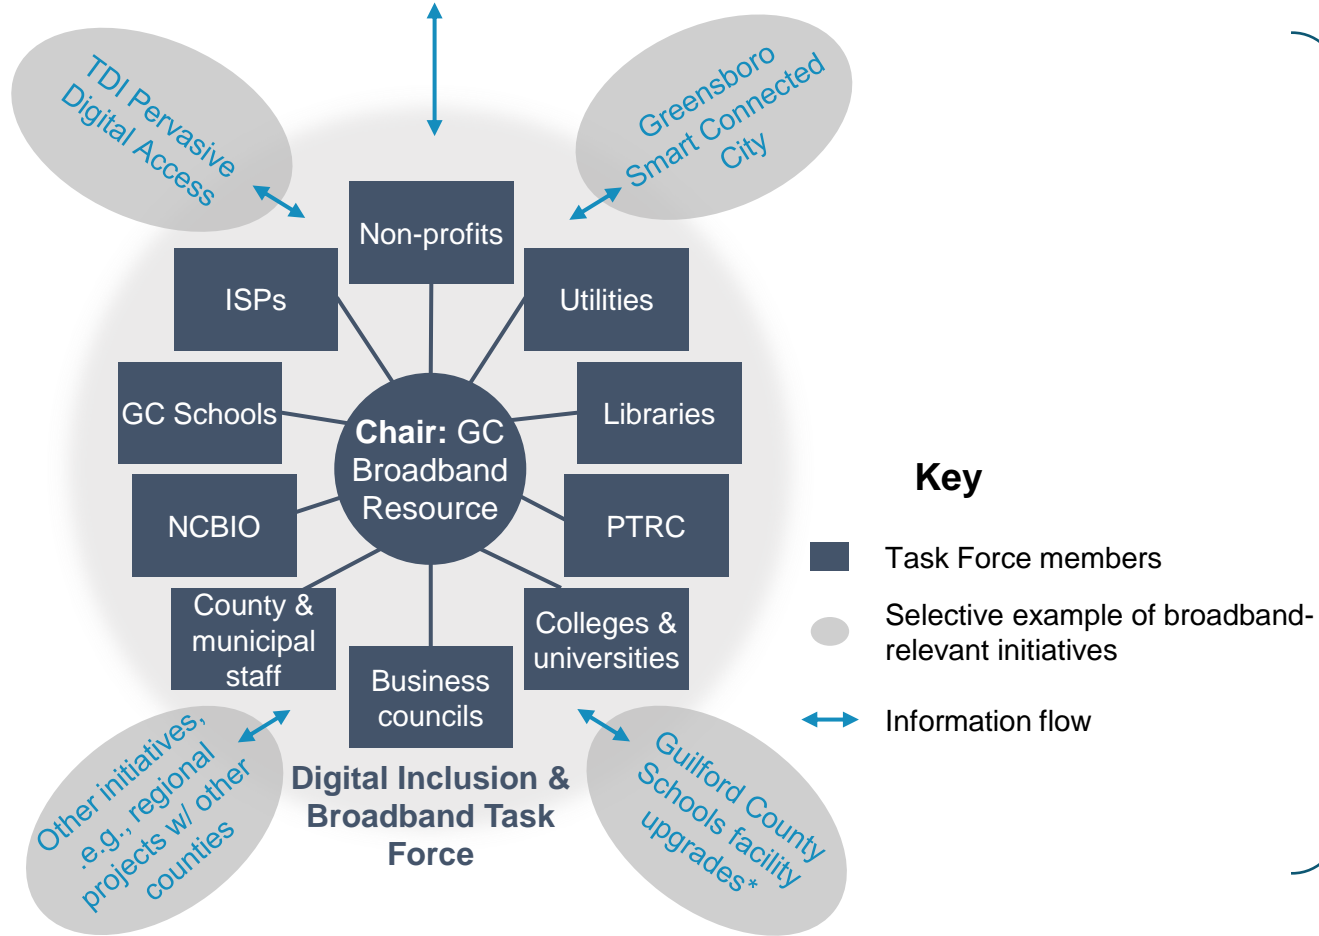 TDI Pervasive
Digital Access
Greensboro
Smart Connected
City
Non-profits
ISPs
Utilities
GC Schools
Libraries
Chair: GC
Broadband
Resource
NCBIO
PTRC
County &
municipal
staff
Colleges &
universities
Business
councils
Digital Inclusion &
Broadband Task
Force
Other initiatives,
.e.g., regional
projects w/ other
counties
Guilford County
Schools facility
upgrades*
Key
Task Force members
Selective example of broadband-
relevant initiatives
Information flow